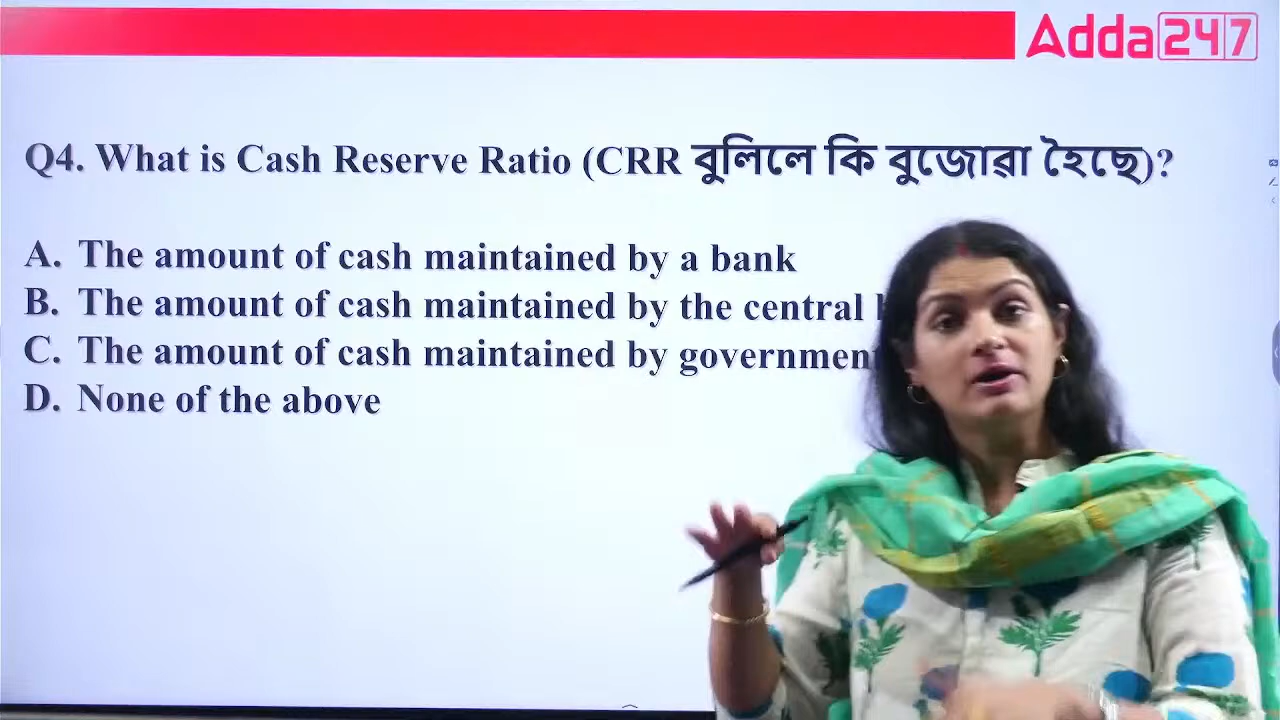 Adda247
Q4. What is Cash Reserve Ratio (CRR বুলিলে কি বুজোৱা হৈছে)?
A. The amount of cash maintained by a bank
B. The amount of cash maintained by the central
C. The amount of cash maintained by government
D. None of the above